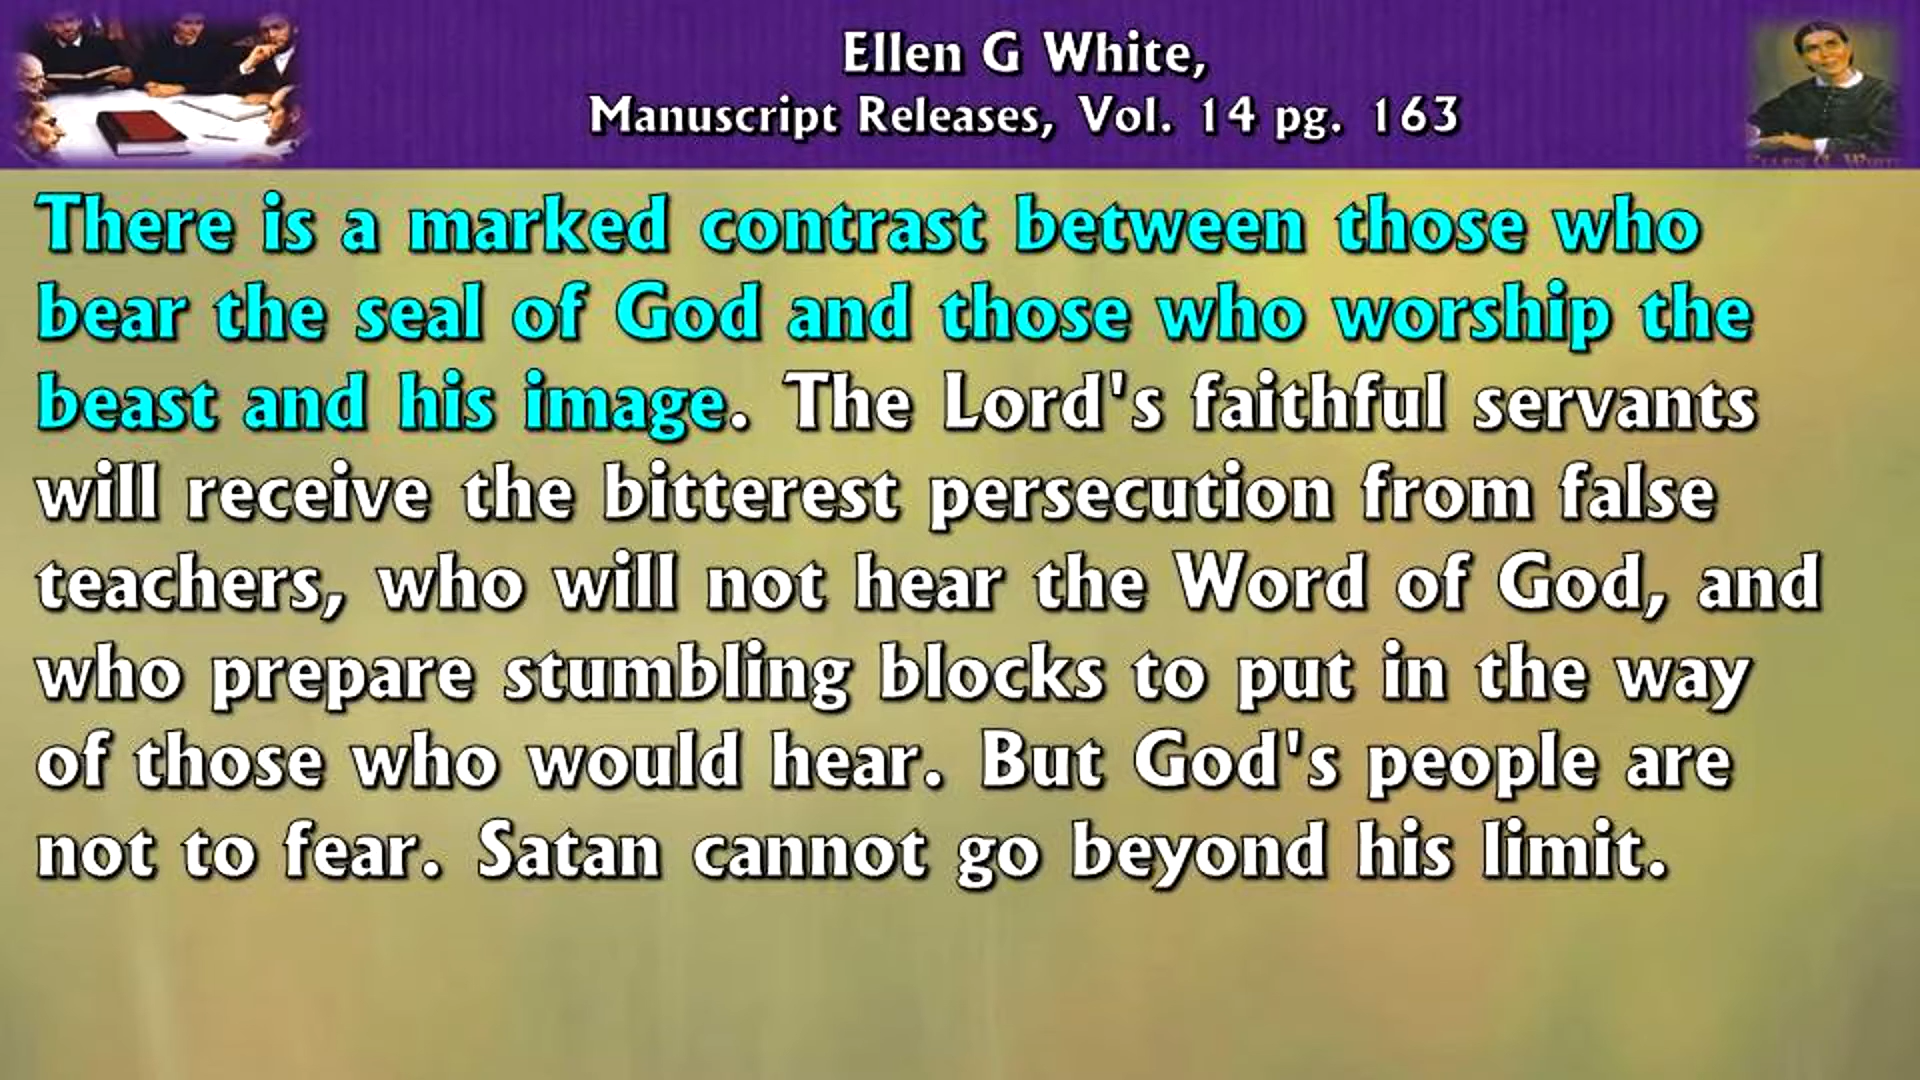 Ellen G White,
Manuscript Releases, Vol. 14 pg. 163
ELLEN G. WHITE
There is a marked contrast between those who
bear the seal of God and those who worship the
beast and his image. The Lord's faithful servants
will receive the bitterest persecution from false
teachers, who will not hear the Word of God, and
who prepare stumbling blocks to put in the way
of those who would hear. But God's people are
not to fear. Satan cannot go beyond his limit.